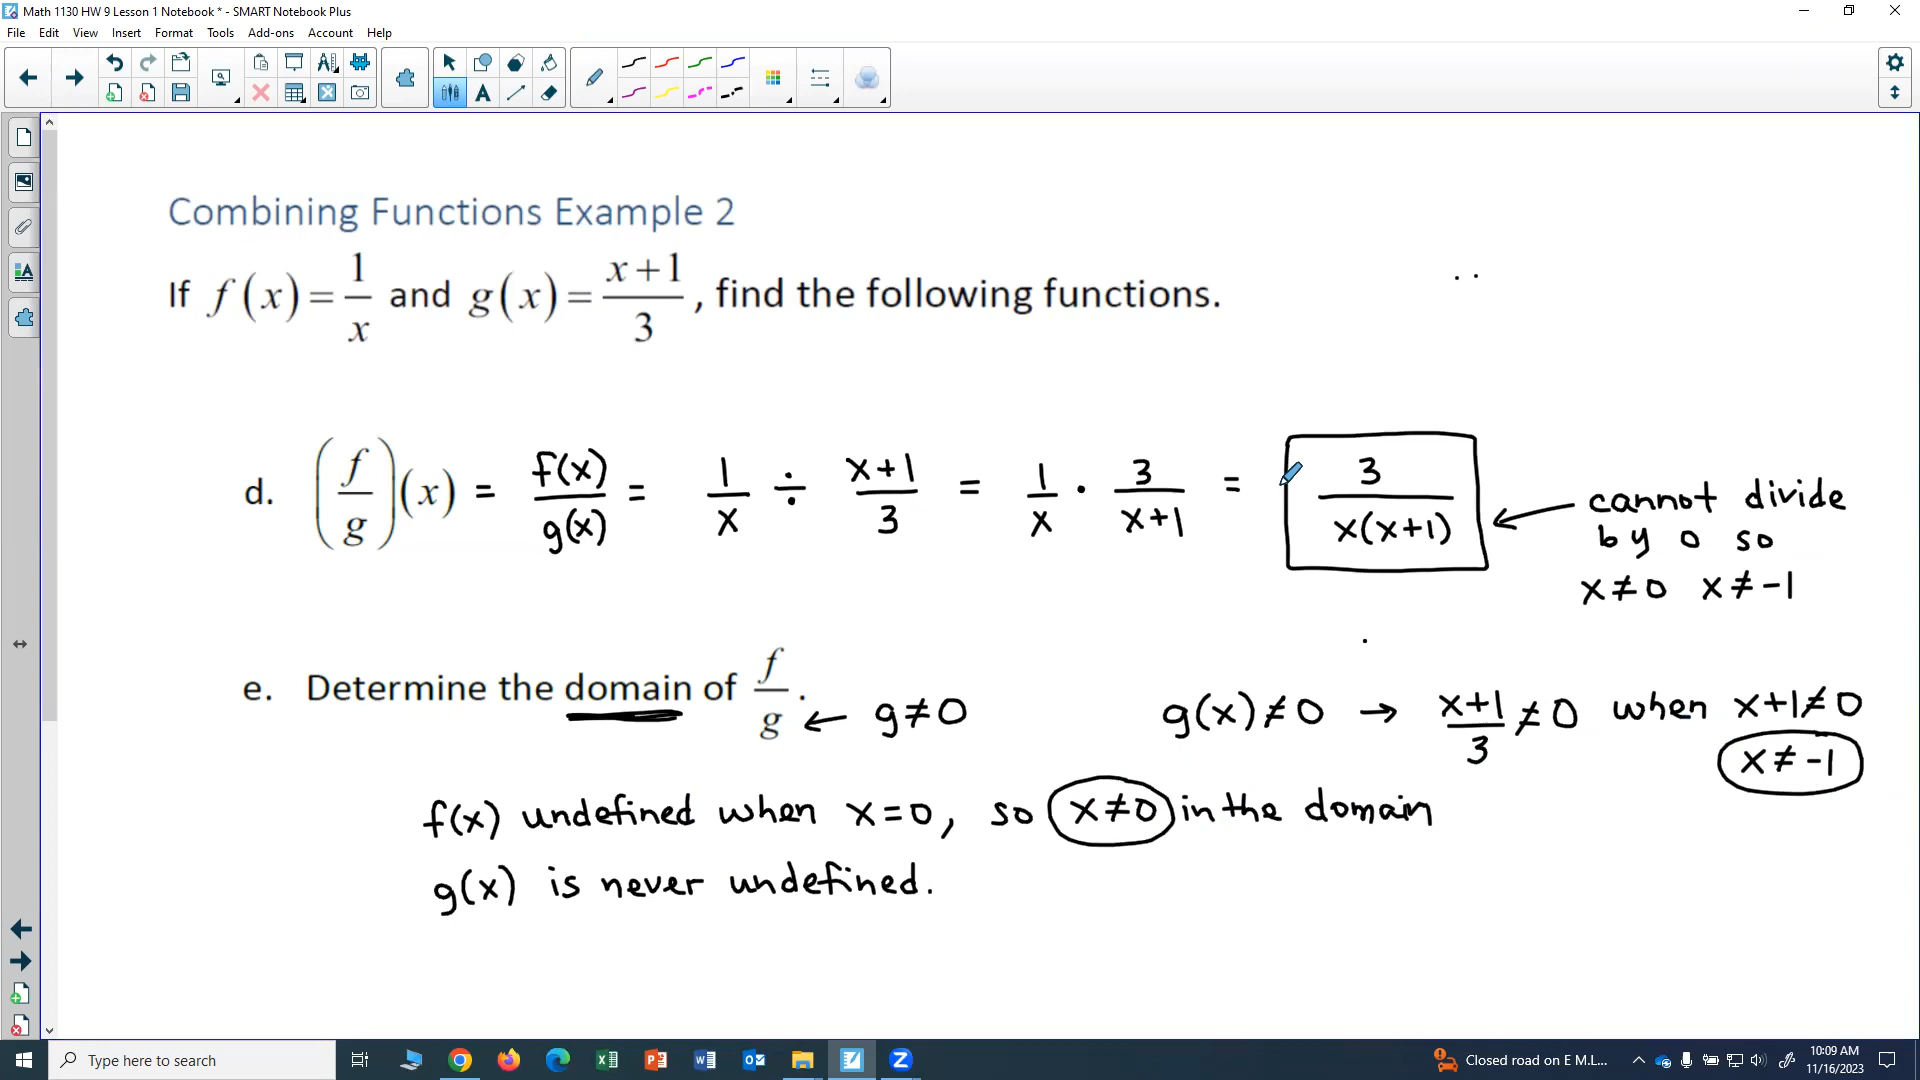 Math 1130 HW 9 Lesson 1 Notebook * - SMART Notebook Plus
File Edit View Insert Format Tools Add-ons Account Help
Combining Functions Example 2
If f(x) = 1/x and g(x) = (x+1)/3, find the following functions.
d. (f/g)(x) = f(x)/g(x) = 1/x ÷ (x+1)/3 = 1/x · 3/(x+1) = 3/(x(x+1))
cannot divide
by 0 so
x≠0 x≠-1
e. Determine the domain of f/g. ← g≠0
g(x)≠0 → (x+1)/3 ≠0 when x+1≠0
x≠-1
f(x) undefined when x=0, so x≠0 in the domain
g(x) is never undefined.
Type here to search
Closed road on E M.L...
10:09 AM
11/16/2023